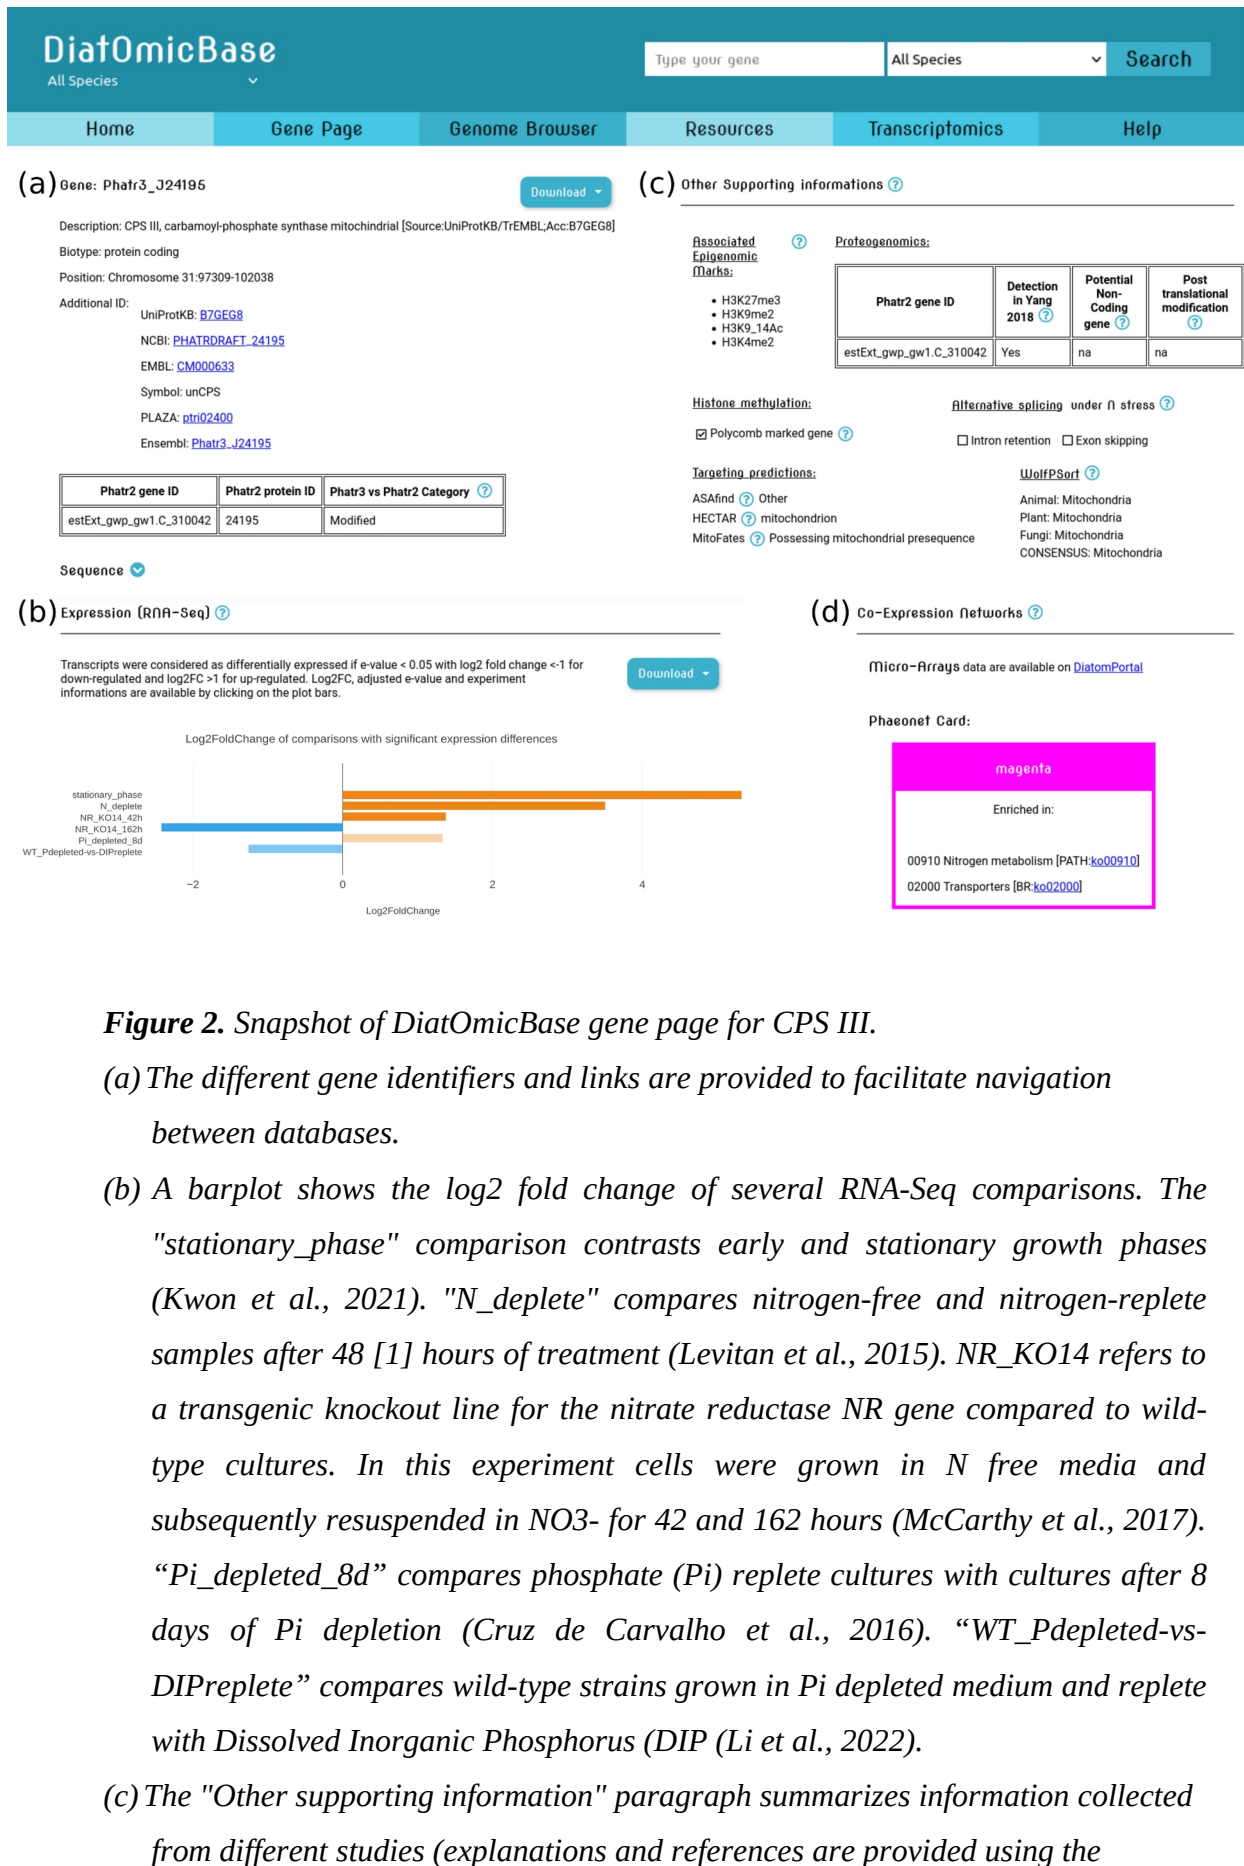 DiatOmicBase
All Species
Type your gene
All Species
Search
Home
Gene Page
Genome Browser
Resources
Transcriptomics
Help
(a) Gene: Phatr3_J24195
Download
Description: CPS III, carbamoyl-phosphate synthase mitochindrial [Source:UniProtKB/TrEMBL;Acc:B7GEG8]
Biotype: protein coding
Position: Chromosome 31:97309-102038
Additional ID:
UniProtKB: B7GEG8
NCBI: PHATRDRAFT_24195
EMBL: CM000633
Symbol: unCPS
PLAZA: ptri02400
Ensembl: Phatr3_J24195
Phatr2 gene ID Phatr2 protein ID Phatr3 vs Phatr2 Category ?
estExt_gwp_gw1.C_310042 24195 Modified
Sequence
(c) Other Supporting informations ?
Associated ?
Epigenomic
Marks:
• H3K27me3
• H3K9me2
• H3K9_14Ac
• H3K4me2
Proteogenomics:
Phatr2 gene ID
Detection
in Yang
2018 ?
Potential
Non-
Coding
gene ?
Post
translational
modification
?
estExt_gwp_gw1.C_310042 Yes na na
Histone methylation:
Polycomb marked gene ?
Alternative splicing under N stress ?
Intron retention Exon skipping
Targeting predictions:
ASAfind ? Other
HECTAR ? mitochondrion
MitoFates ? Possessing mitochondrial presequence
WolfPSort ?
Animal: Mitochondria
Plant: Mitochondria
Fungi: Mitochondria
CONSENSUS: Mitochondria
(b) Expression (RNA-Seq) ?
Transcripts were considered as differentially expressed if e-value < 0.05 with log2 fold change <-1 for
down-regulated and log2FC >1 for up-regulated. Log2FC, adjusted e-value and experiment
informations are available by clicking on the plot bars.
Download
Log2FoldChange of comparisons with significant expression differences
stationary_phase
N_deplete
NR_KO14_42h
NR_KO14_162h
Pi_depleted_8d
WT_Pdepleted-vs-DIPreplete
−2 0 2 4
Log2FoldChange
(d) Co-Expression Networks ?
Micro-Arrays data are available on DiatomPortal
Phaeonet Card:
magenta
Enriched in:
00910 Nitrogen metabolism [PATH:ko00910]
02000 Transporters [BR:ko02000]
Figure 2. Snapshot of DiatOmicBase gene page for CPS III.
(a) The different gene identifiers and links are provided to facilitate navigation
between databases.
(b) A barplot shows the log2 fold change of several RNA-Seq comparisons. The
"stationary_phase" comparison contrasts early and stationary growth phases
(Kwon et al., 2021). "N_deplete" compares nitrogen-free and nitrogen-replete
samples after 48 [1] hours of treatment (Levitan et al., 2015). NR_KO14 refers to
a transgenic knockout line for the nitrate reductase NR gene compared to wild-
type cultures. In this experiment cells were grown in N free media and
subsequently resuspended in NO3- for 42 and 162 hours (McCarthy et al., 2017).
“Pi_depleted_8d” compares phosphate (Pi) replete cultures with cultures after 8
days of Pi depletion (Cruz de Carvalho et al., 2016). “WT_Pdepleted-vs-
DIPreplete” compares wild-type strains grown in Pi depleted medium and replete
with Dissolved Inorganic Phosphorus (DIP (Li et al., 2022).
(c) The "Other supporting information" paragraph summarizes information collected
from different studies (explanations and references are provided using the